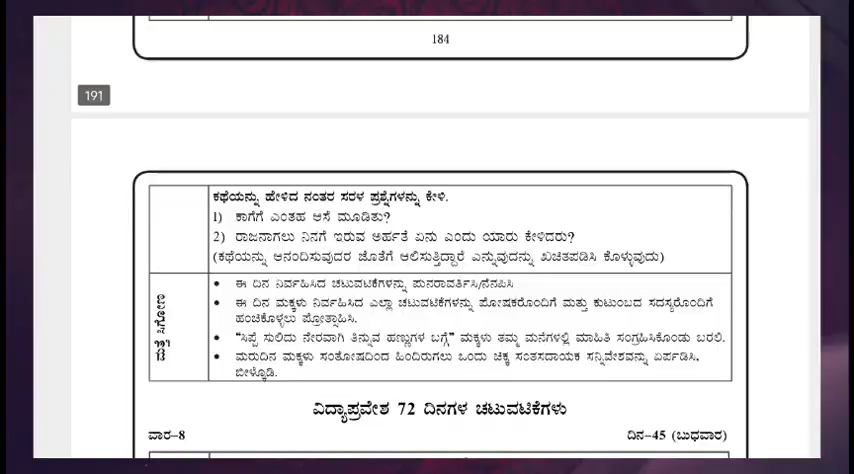 184
191
ಕಥೆಯನ್ನು ಹೇಳಿದ ನಂತರ ಸರಳ ಪ್ರಶ್ನೆಗಳನ್ನು ಕೇಳಿ.
1) ಕಾಗೆಗೆ ಎಂತಹ ಆಸೆ ಮೂಡಿತು?
2) ರಾಜನಾಗಲು ನಿನಗೆ ಇರುವ ಅರ್ಹತೆ ಏನು ಎಂದು ಯಾರು ಕೇಳಿದರು?
(ಕಥೆಯನ್ನು ಆನಂದಿಸುವುದರ ಜೊತೆಗೆ ಆಲಿಸುತ್ತಿದ್ದಾರೆ ಎನ್ನುವುದನ್ನು ಖಚಿತಪಡಿಸಿ ಕೊಳ್ಳುವುದು)
ಮತ್ತೆ ಸಿಗೋಣ
• ಈ ದಿನ ನಿರ್ವಹಿಸಿದ ಚಟುವಟಿಕೆಗಳನ್ನು ಪುನರಾವರ್ತಿಸಿ/ನೆನಪಿಸಿ
• ಈ ದಿನ ಮಕ್ಕಳು ನಿರ್ವಹಿಸಿದ ಎಲ್ಲಾ ಚಟುವಟಿಕೆಗಳನ್ನು ಪೋಷಕರೊಂದಿಗೆ ಮತ್ತು ಕುಟುಂಬದ ಸದಸ್ಯರೊಂದಿಗೆ
ಹಂಚಿಕೊಳ್ಳಲು ಪ್ರೋತ್ಸಾಹಿಸಿ.
• “ಸಿಪ್ಪೆ ಸುಲಿದು ನೇರವಾಗಿ ತಿನ್ನುವ ಹಣ್ಣುಗಳ ಬಗ್ಗೆ” ಮಕ್ಕಳು ತಮ್ಮ ಮನೆಗಳಲ್ಲಿ ಮಾಹಿತಿ ಸಂಗ್ರಹಿಸಿಕೊಂಡು ಬರಲಿ.
• ಮರುದಿನ ಮಕ್ಕಳು ಸಂತೋಷದಿಂದ ಹಿಂದಿರುಗಲು ಒಂದು ಚಿಕ್ಕ ಸಂತಸದಾಯಕ ಸನ್ನಿವೇಶವನ್ನು ಏರ್ಪಡಿಸಿ,
ಬೀಳ್ಕೊಡಿ.
ವಿದ್ಯಾಪ್ರವೇಶ 72 ದಿನಗಳ ಚಟುವಟಿಕೆಗಳು
ವಾರ-8 ದಿನ-45 (ಬುಧವಾರ)